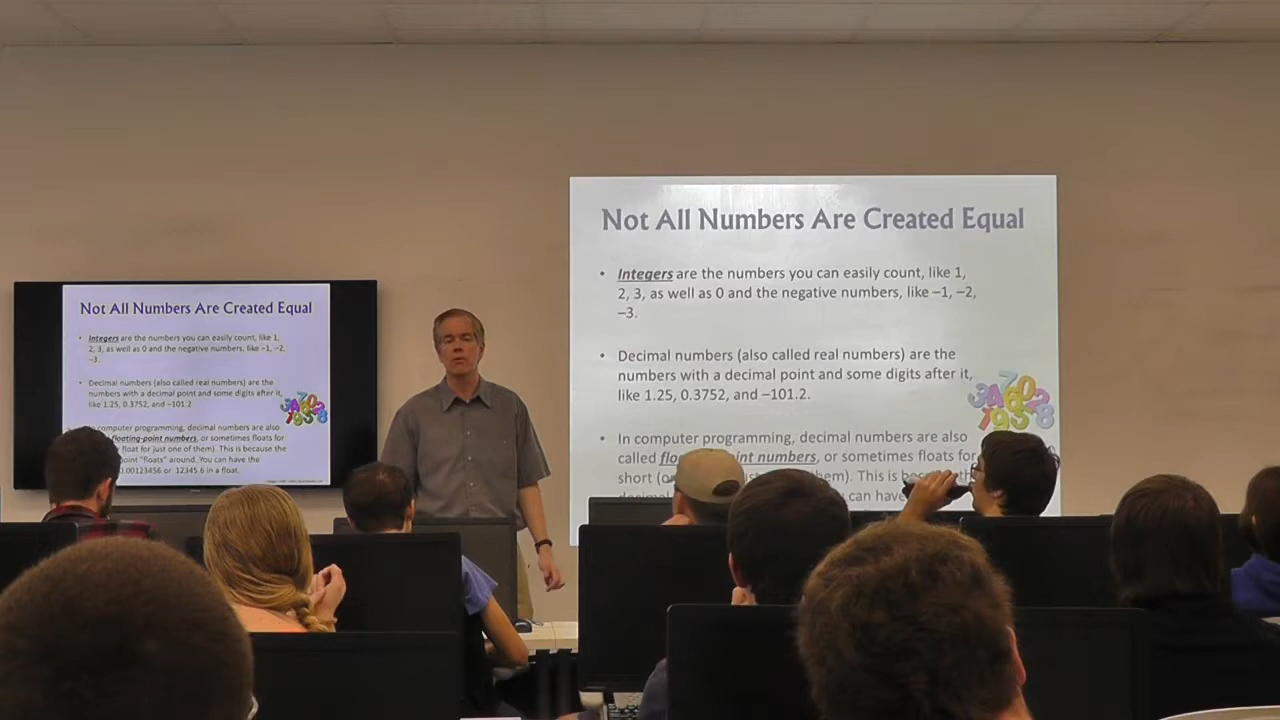 Not All Numbers Are Created Equal
• Integers are the numbers you can easily count, like 1,
2, 3, as well as 0 and the negative numbers, like –1, –2,
–3.
• Decimal numbers (also called real numbers) are the
numbers with a decimal point and some digits after it,
like 1.25, 0.3752, and –101.2
In computer programming, decimal numbers are also
floating-point numbers, or sometimes floats for
float for just one of them). This is because the
point "floats" around. You can have the
0.00123456 or 12345.6 in a float.
Not All Numbers Are Created Equal
• Integers are the numbers you can easily count, like 1,
2, 3, as well as 0 and the negative numbers, like –1, –2,
–3.
• Decimal numbers (also called real numbers) are the
numbers with a decimal point and some digits after it,
like 1.25, 0.3752, and –101.2.
• In computer programming, decimal numbers are also
called int numbers, or sometimes floats for
short them). This is
can have